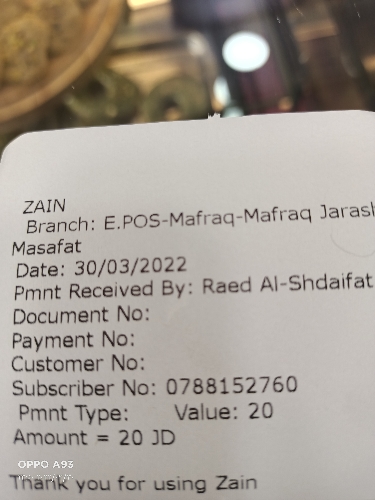 ZAIN
Branch: E.POS-Mafraq-Mafraq Jarash
Masafat
Date: 30/03/2022
Pmnt Received By: Raed Al-Shdaifat
Document No:
Payment No:
Customer No:
Subscriber No: 0788152760
Pmnt Type: Value: 20
Amount = 20 JD
Thank you for using Zain
OPPO A93